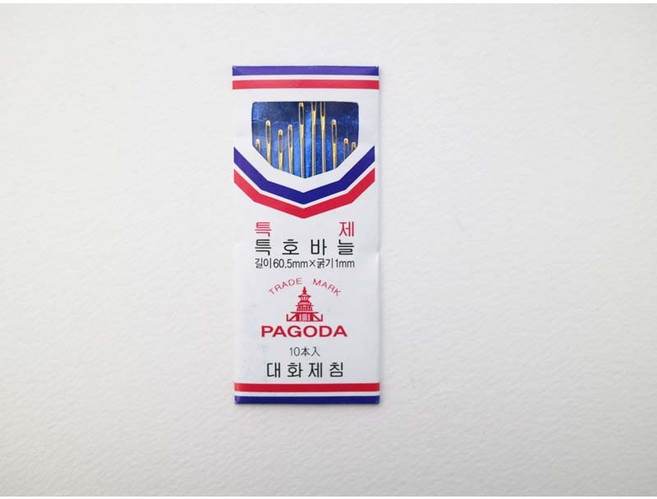 특 제
특호바늘
길이60.5mm×굵기1mm
TRADE MARK
PAGODA
10本入
대화제침